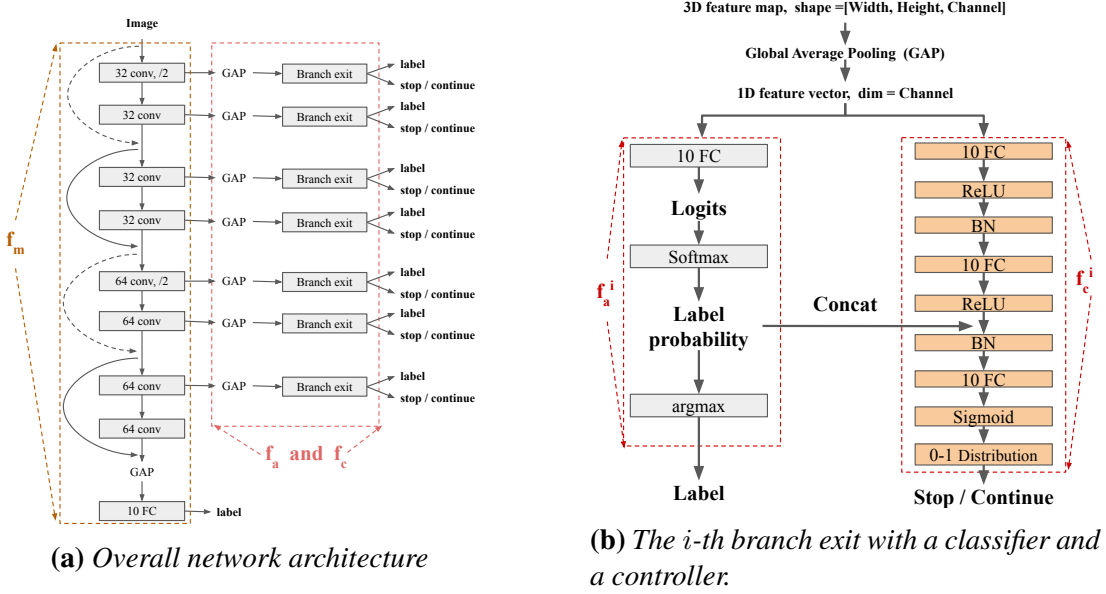 Image
32 conv, /2
GAP
Branch exit
label
stop / continue
32 conv
GAP
Branch exit
label
stop / continue
32 conv
GAP
Branch exit
label
stop / continue
32 conv
GAP
Branch exit
label
stop / continue
f_m
64 conv, /2
GAP
Branch exit
label
stop / continue
64 conv
GAP
Branch exit
label
stop / continue
64 conv
GAP
Branch exit
label
stop / continue
64 conv
f_a and f_c
GAP
10 FC
label
(a) Overall network architecture
3D feature map, shape =[Width, Height, Channel]
Global Average Pooling (GAP)
1D feature vector, dim = Channel
10 FC
Logits
Softmax
f_a^i
Label
probability
argmax
Label
Concat
10 FC
ReLU
BN
10 FC
f_c^i
ReLU
BN
10 FC
Sigmoid
0-1 Distribution
Stop / Continue
(b) The i-th branch exit with a classifier and
a controller.